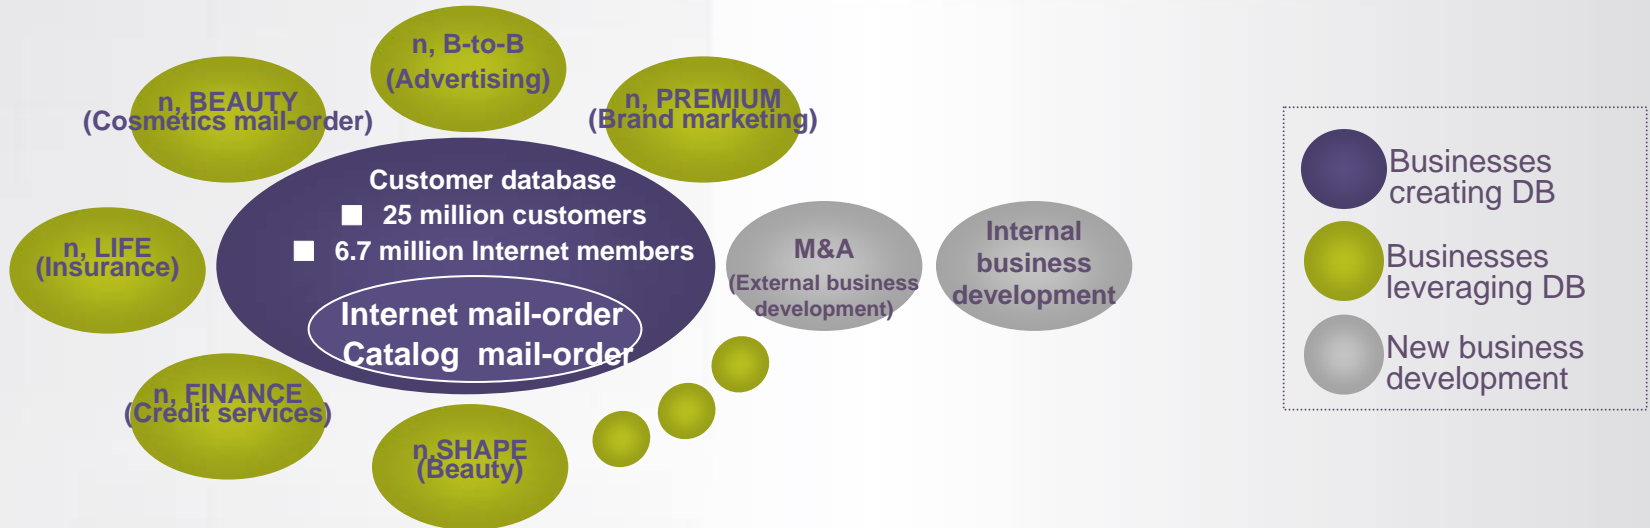 n, B-to-B
(Advertising)
n, BEAUTY
(Cosmetics mail-order)
n, PREMIUM
(Brand marketing)
Customer database
■ 25 million customers
■ 6.7 million Internet members
Internet mail-order
Catalog mail-order
n, LIFE
(Insurance)
n, FINANCE
(Credit services)
n,SHAPE
(Beauty)
M&A
(External business
development)
Internal
business
development
Businesses
creating DB
Businesses
leveraging DB
New business
development